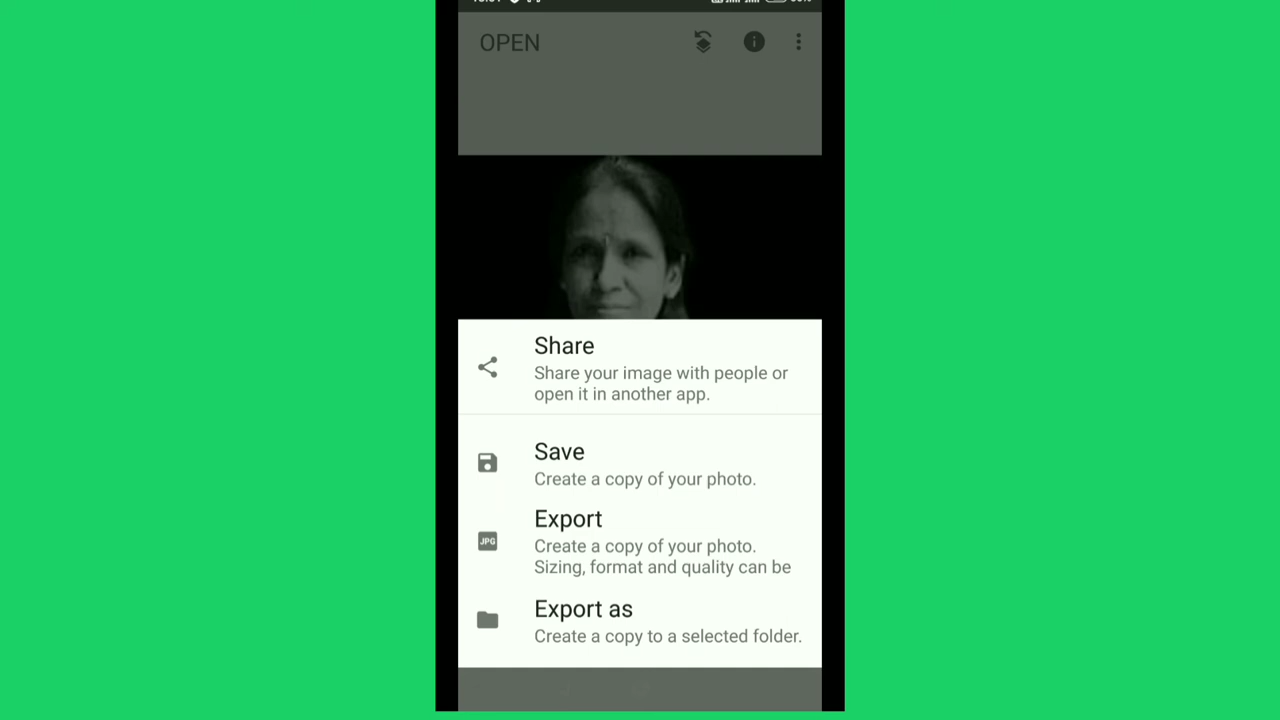 OPEN
Share
Share your image with people or
open it in another app.
Save
Create a copy of your photo.
Export
JPG
Create a copy of your photo.
Sizing, format and quality can be
Export as
Create a copy to a selected folder.